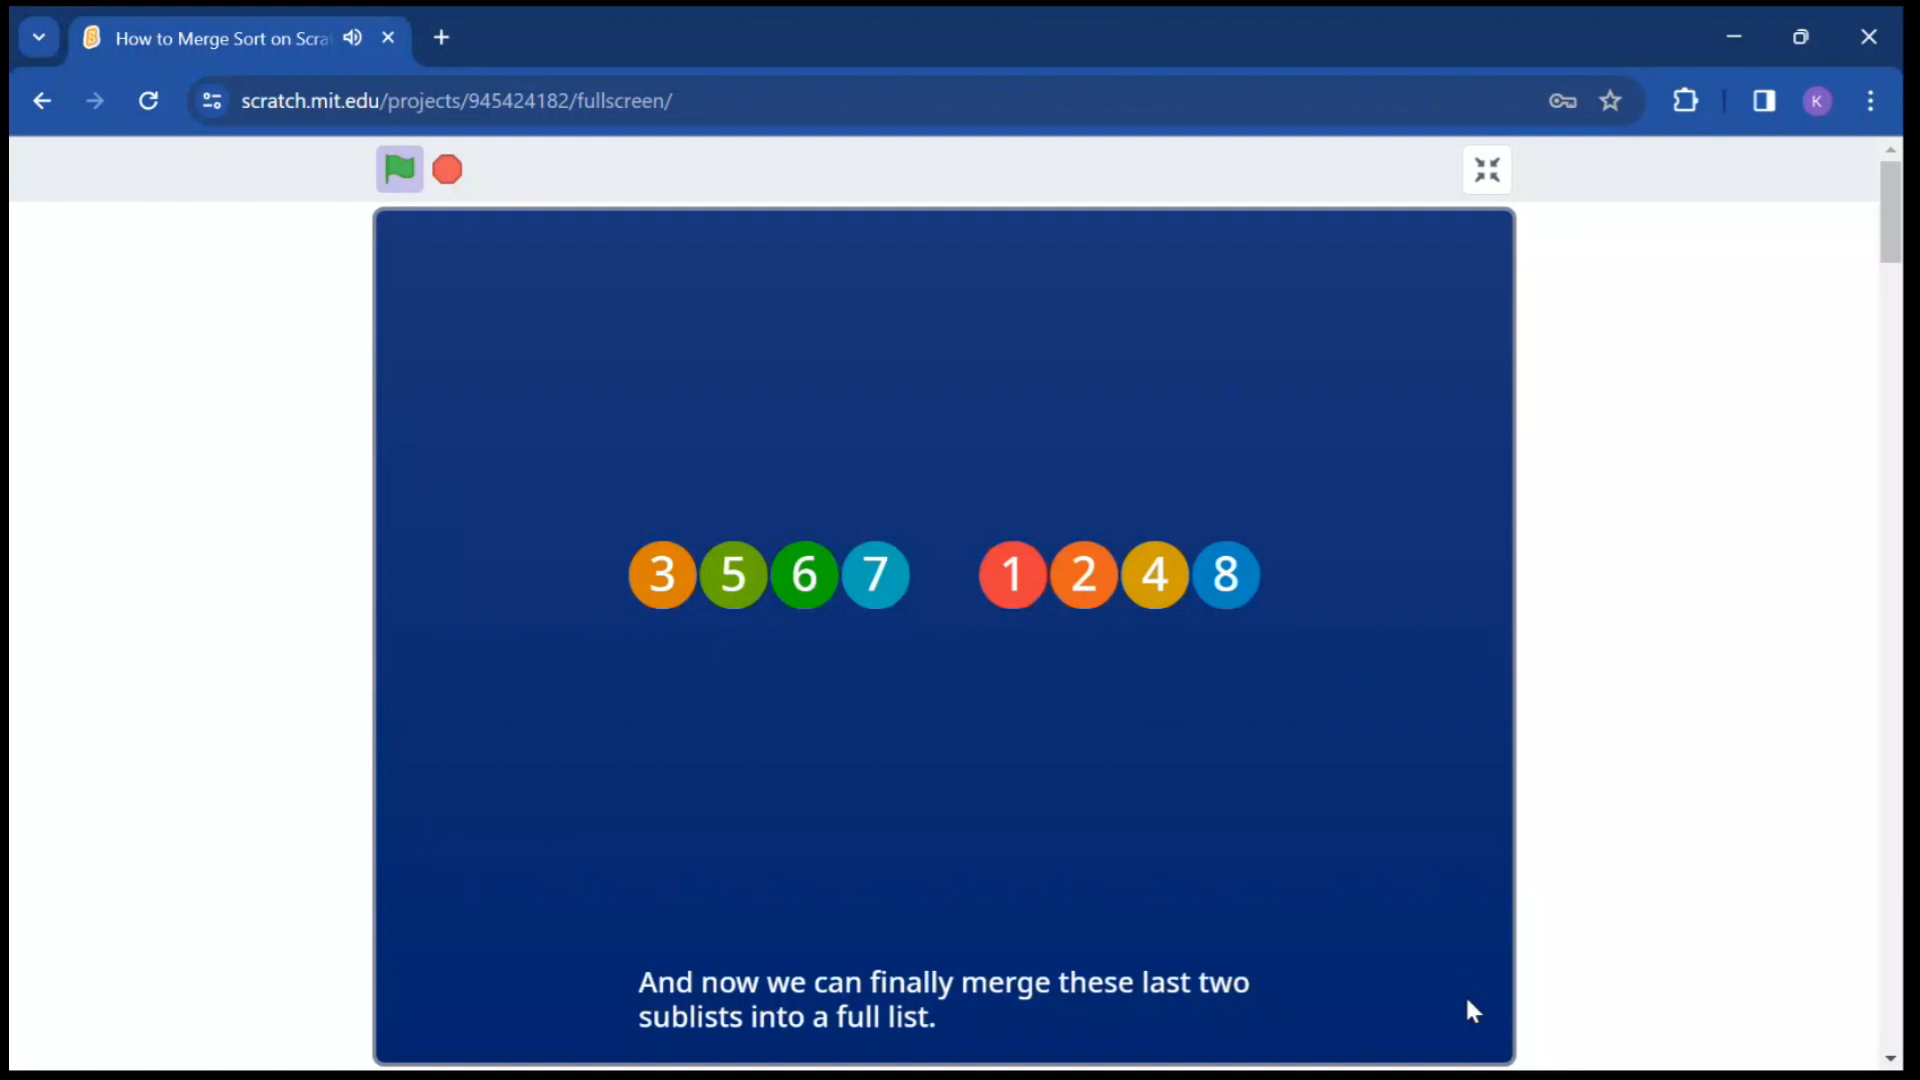 How to Merge Sort on Scra
scratch.mit.edu/projects/945424182/fullscreen/
K
3 5 6 7 1 2 4 8
And now we can finally merge these last two
sublists into a full list.